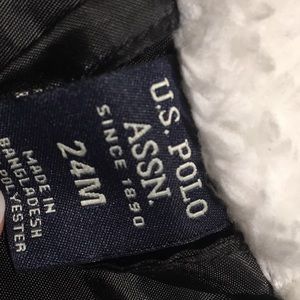 U.S. POLO
ASSN.
SINCE 1890
24M
MADE IN
BANGLADESH
POLYESTER